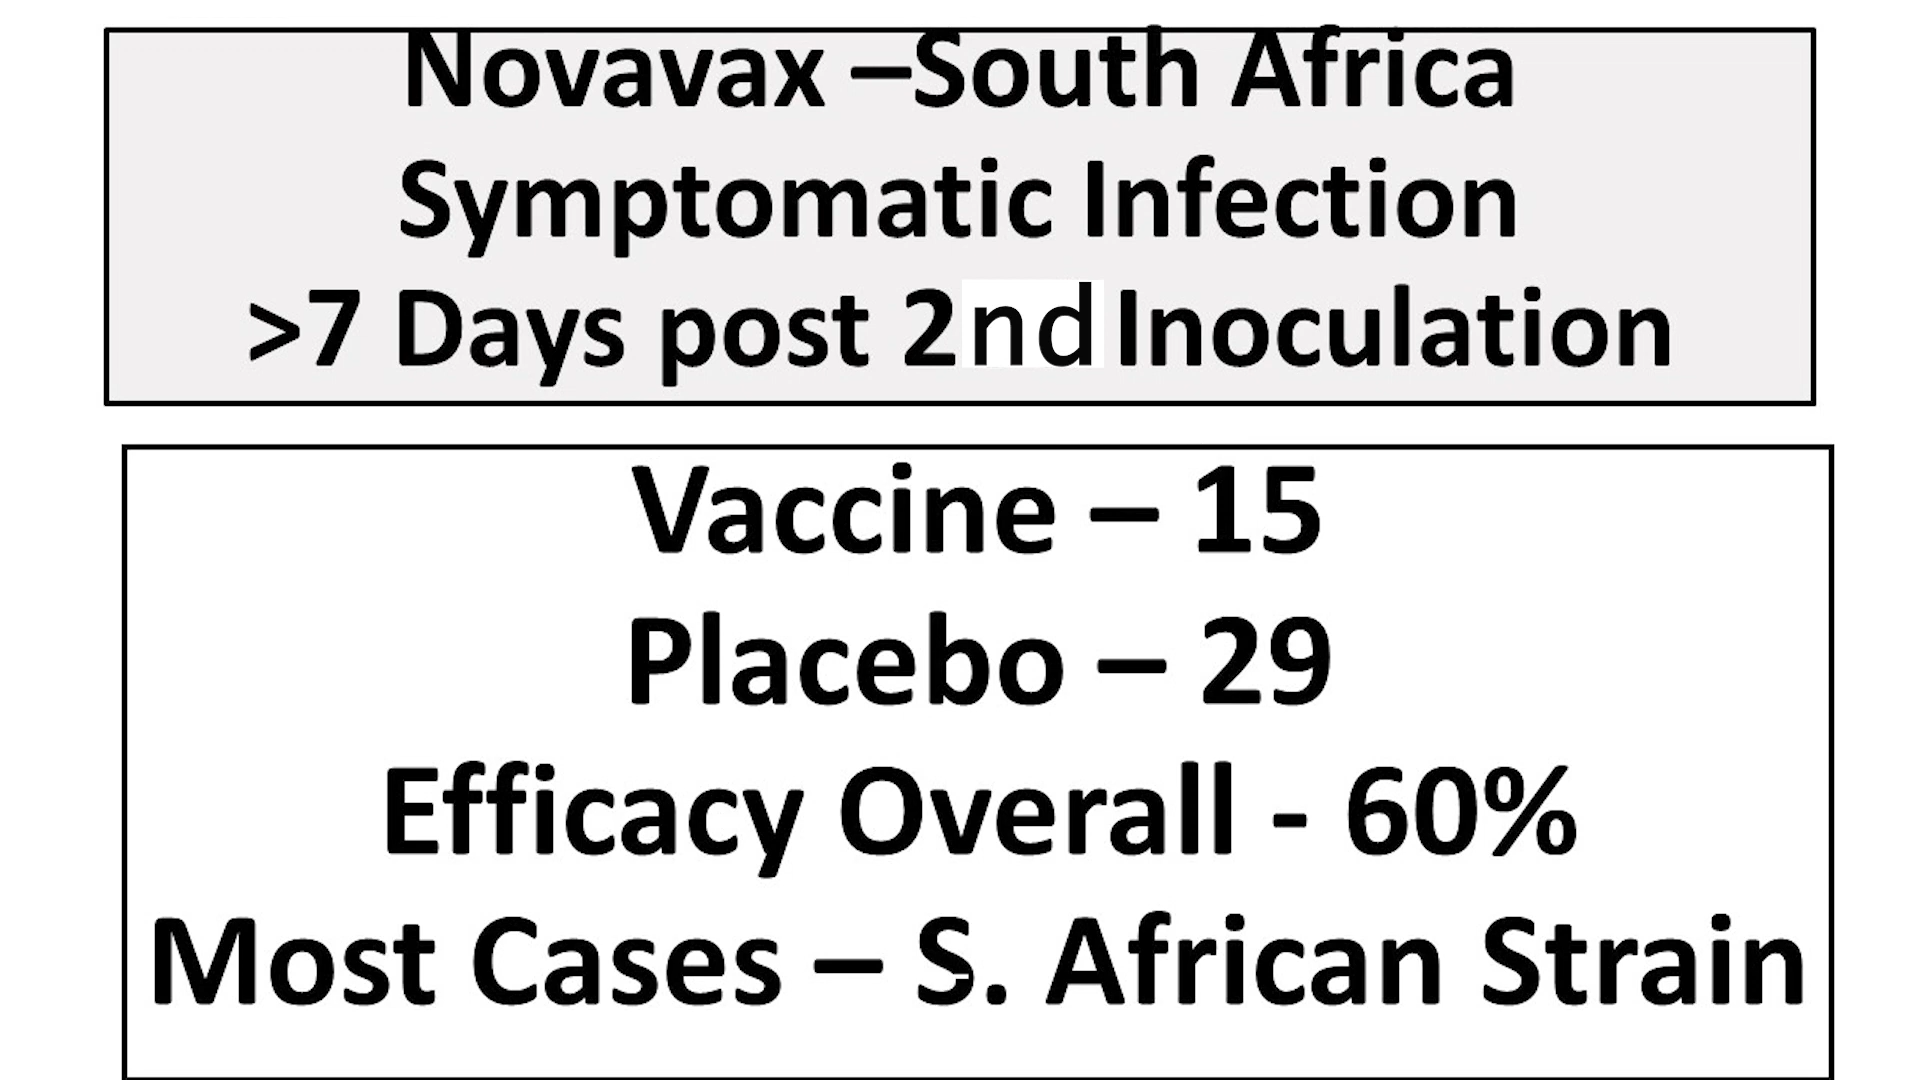 Novavax –South Africa
Symptomatic Infection
>7 Days post 2nd Inoculation
Vaccine – 15
Placebo – 29
Efficacy Overall - 60%
Most Cases – S. African Strain